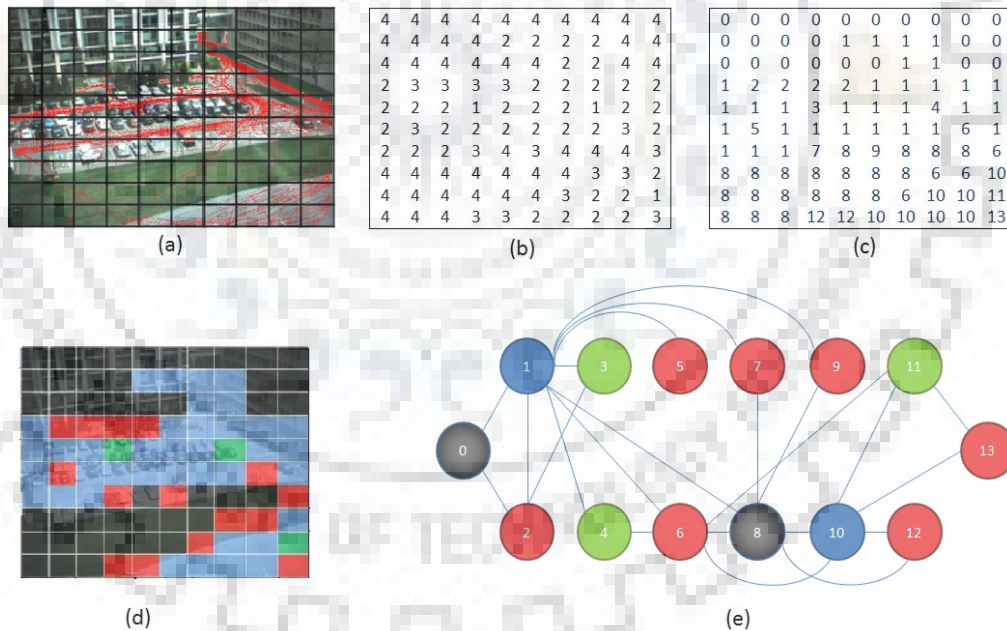 4 4 4 4 4 4 4 4 4 4
4 4 4 4 2 2 2 2 4 4
4 4 4 4 4 4 2 2 4 4
2 3 3 3 3 2 2 2 2 2
2 2 2 1 2 2 2 1 2 2
2 3 2 2 2 2 2 2 3 2
2 2 2 3 4 3 4 4 4 3
4 4 4 4 4 4 4 3 3 2
4 4 4 4 4 4 3 2 2 1
4 4 4 3 3 2 2 2 2 3
0 0 0 0 0 0 0 0 0 0
0 0 0 0 1 1 1 1 0 0
0 0 0 0 0 0 1 1 0 0
1 2 2 2 2 1 1 1 1 1
1 1 1 3 1 1 1 4 1 1
1 5 1 1 1 1 1 1 6 1
1 1 1 7 8 9 8 8 8 6
8 8 8 8 8 8 8 6 6 10
8 8 8 8 8 8 6 10 10 11
8 8 8 12 12 10 10 10 10 13
(a) (b) (c)
1 3 5 7 9 11
0 13
2 4 6 8 10 12
(d) (e)